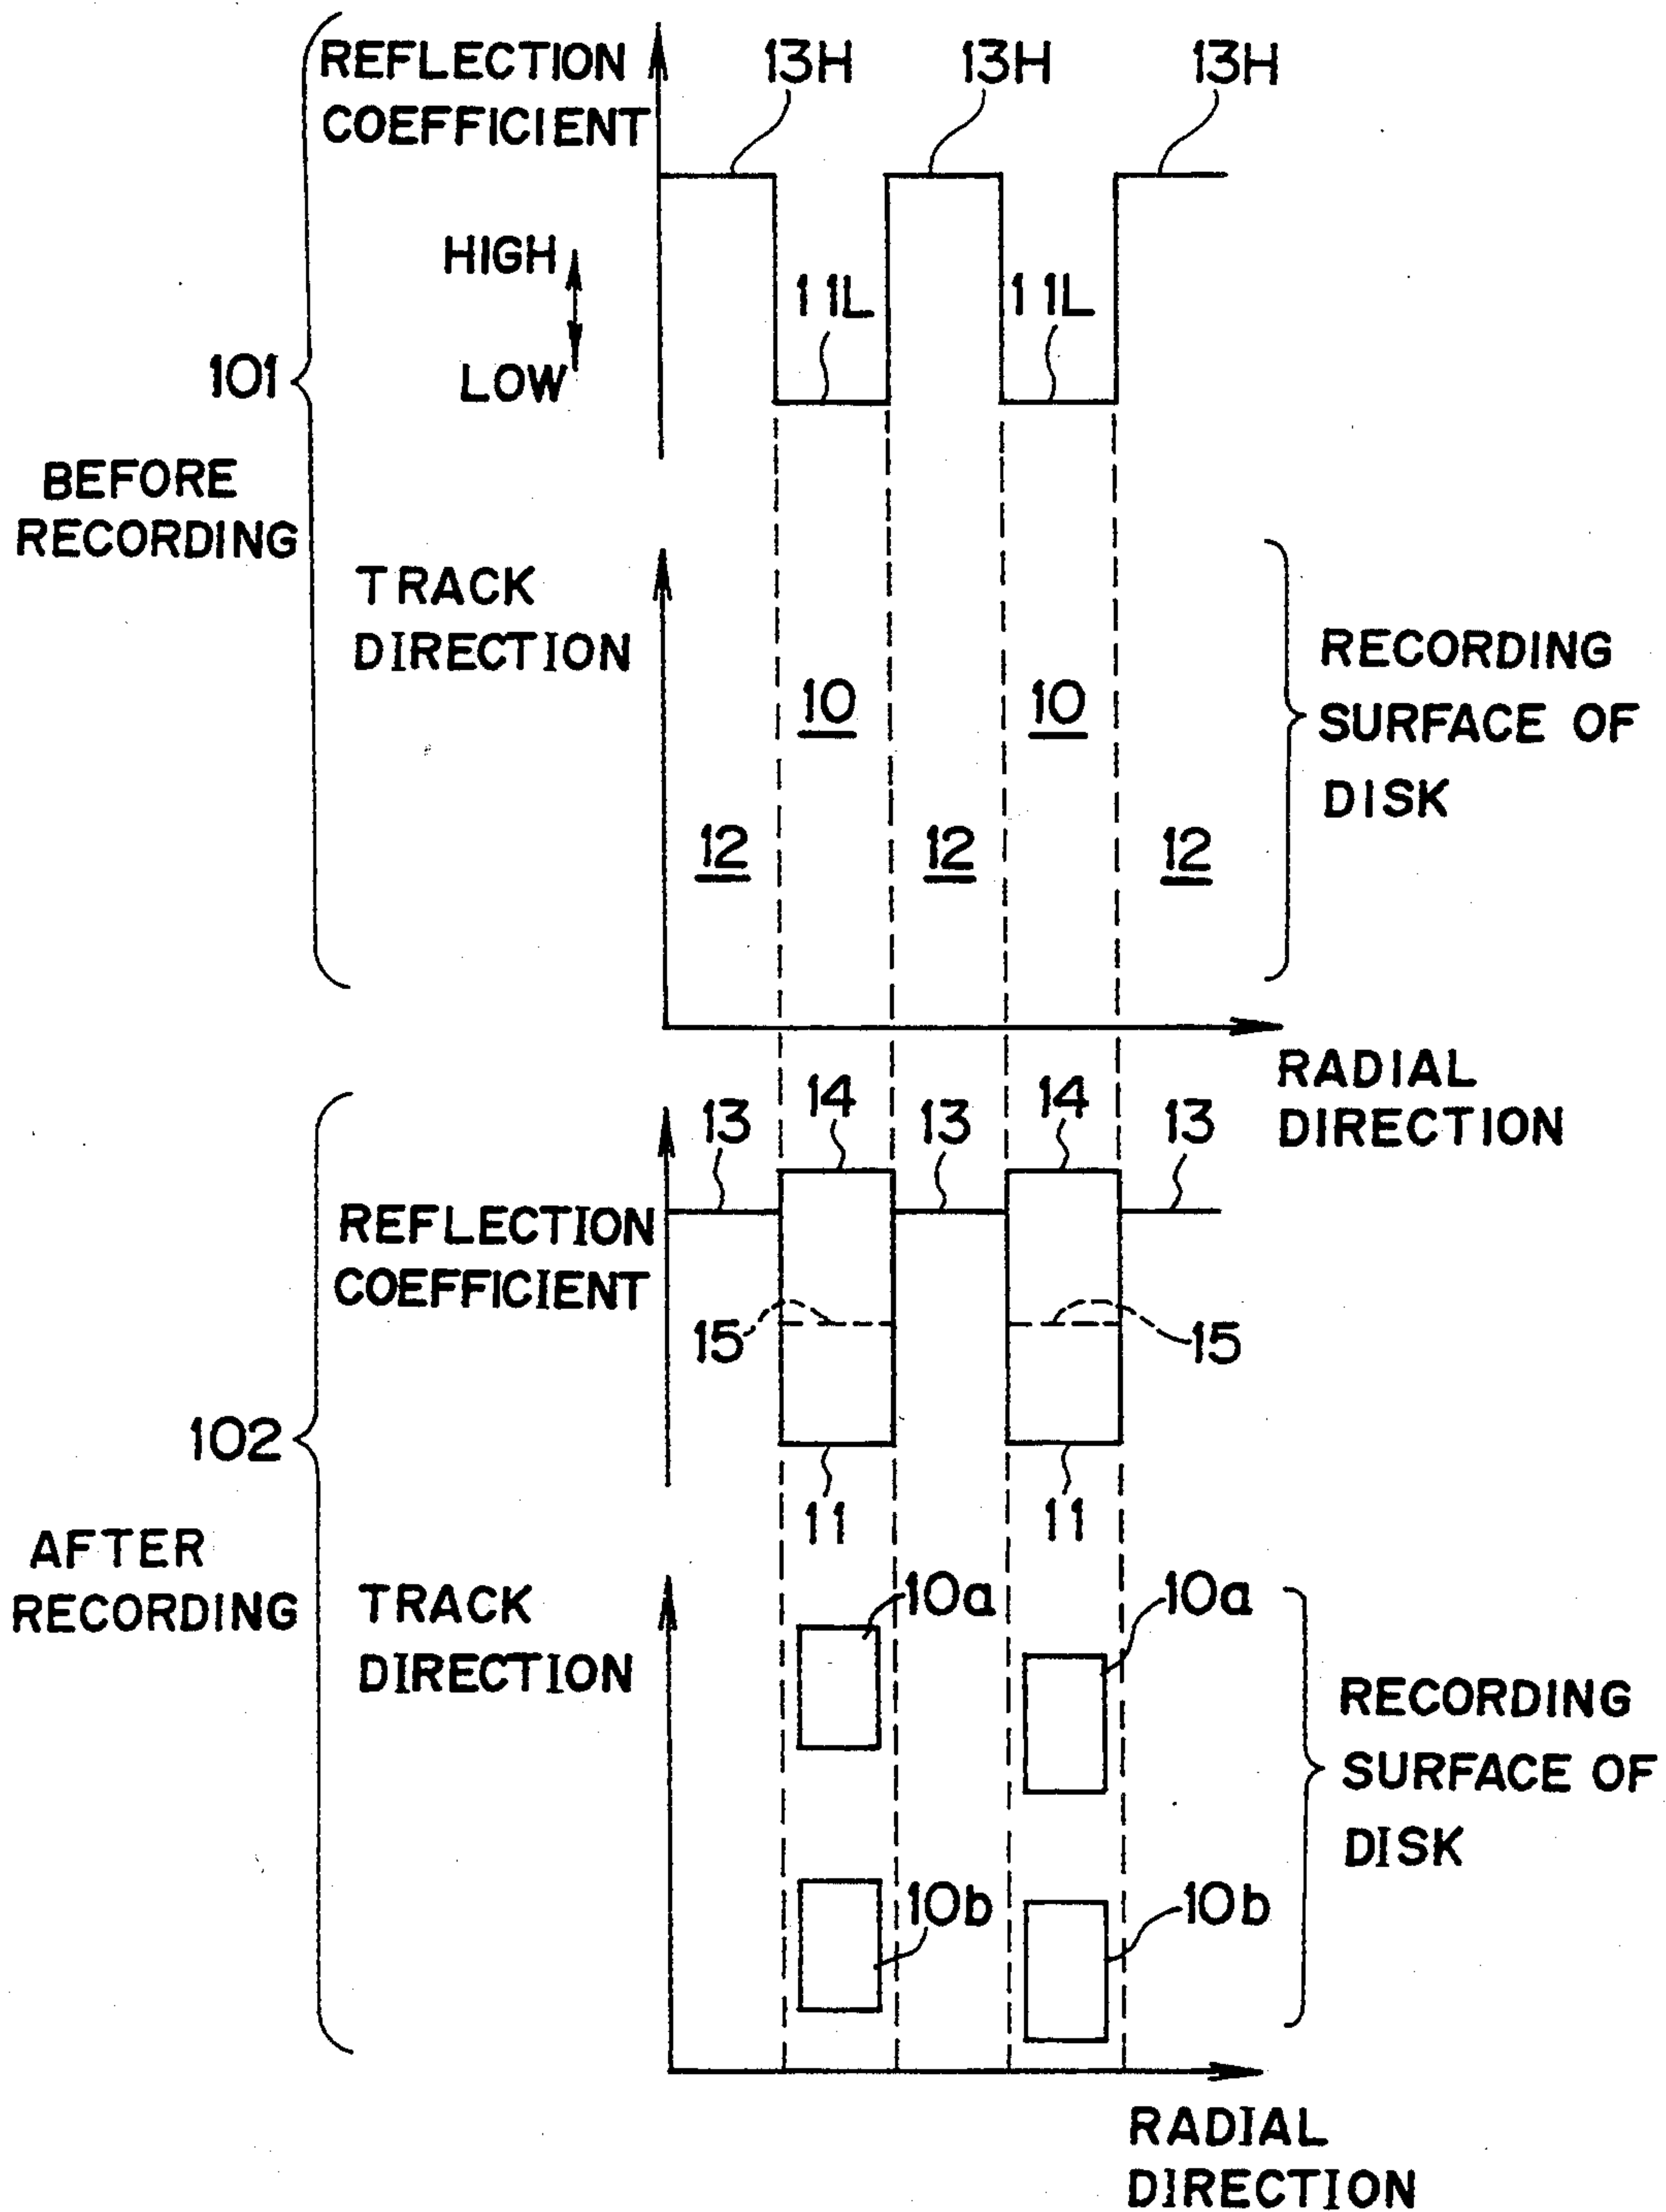 REFLECTION
COEFFICIENT
13H 13H 13H
HIGH
LOW
11L 11L
101
BEFORE
RECORDING
TRACK
DIRECTION
10 10
12 12 12
RECORDING
SURFACE OF
DISK
RADIAL
DIRECTION
13 14 13 14 13
REFLECTION
COEFFICIENT
15 15
102
11 11
AFTER
RECORDING
TRACK
DIRECTION
10a 10a
10b 10b
RECORDING
SURFACE OF
DISK
RADIAL
DIRECTION